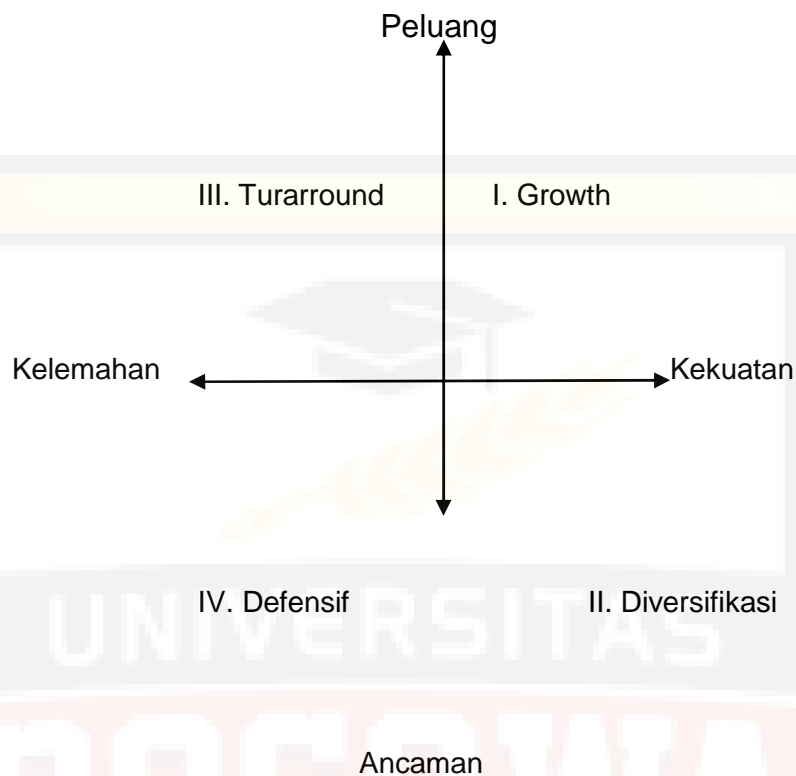 Peluang
III. Turarround
I. Growth
Kelemahan
Kekuatan
IV. Defensif
II. Diversifikasi
UNIVERSITAS
Ancaman